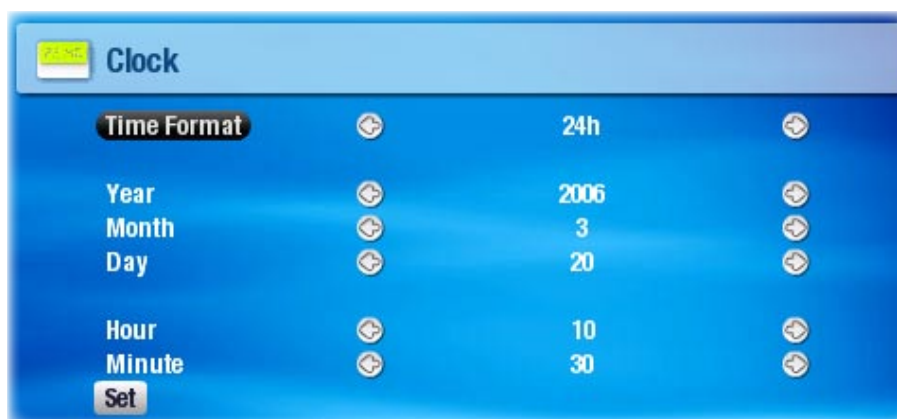 Clock
Time Format 24h
Year 2006
Month 3
Day 20
Hour 10
Minute 30
Set